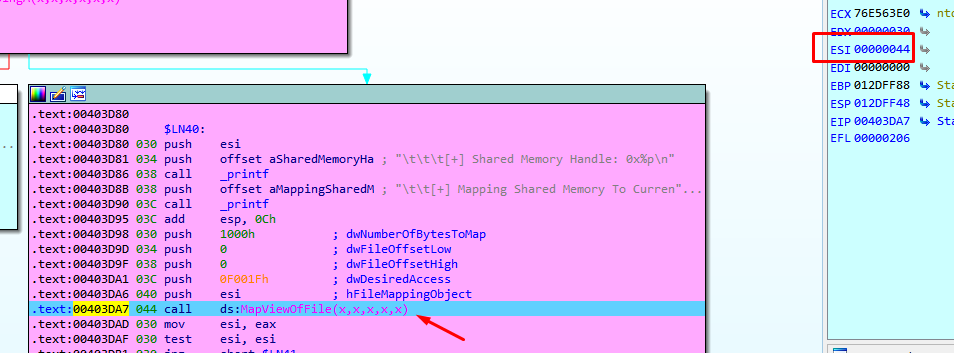 ECX 76E563E0
EDX 00000030
ESI 00000044
EDI 00000000
EBP 012DFF88 Sta
ESP 012DFF48 Sta
EIP 00403DA7 Sta
EFL 00000206
.text:00403D80
.text:00403D80 $LN40:
.text:00403D80 030 push esi
.text:00403D81 034 push offset aSharedMemoryHa ; "\t\t\t[+] Shared Memory Handle: 0x%p\n"
.text:00403D86 038 call _printf
.text:00403D8B 038 push offset aMappingSharedM ; "\t\t[+] Mapping Shared Memory To Curren"...
.text:00403D90 03C call _printf
.text:00403D95 03C add esp, 0Ch
.text:00403D98 030 push 1000h ; dwNumberOfBytesToMap
.text:00403D9D 034 push 0 ; dwFileOffsetLow
.text:00403D9F 038 push 0 ; dwFileOffsetHigh
.text:00403DA1 03C push 0F001Fh ; dwDesiredAccess
.text:00403DA6 040 push esi ; hFileMappingObject
.text:00403DA7 044 call ds:MapViewOfFile(x,x,x,x,x)
.text:00403DAD 030 mov esi, eax
.text:00403DAF 030 test esi, esi